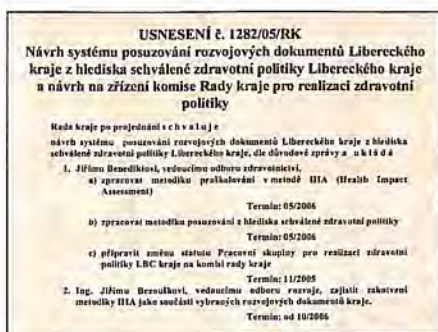 USNESENÍ č. 1282/05/RK
Návrh systému posuzování rozvojových dokumentů Libereckého
kraje z hlediska schválené zdravotní politiky Libereckého kraje
a návrh na zřízení komise Rady kraje pro realizaci zdravotní
politiky
Rada kraje po projednání s c h v a l u j e
návrh systému posuzování rozvojových dokumentů Libereckého kraje z hlediska
schválené zdravotní politiky Libereckého kraje, dle důvodové zprávy a u k l á d á
1. Jiřímu Benediktovi, vedoucímu odboru zdravotnictví,
a) zpracovat metodiku proškolování v metodě HIA (Health Impact
Assessment)
Termín: 05/2006
b) zpracovat metodiku posuzování z hlediska schválené zdravotní politiky
Termín: 05/2006
c) připravit změnu statutu Pracovní skupiny pro realizaci zdravotní
politiky LBC kraje na komisi rady kraje
Termín: 11/2005
2. Ing. Jiřímu Bezouškovi, vedoucímu odboru rozvoje, zajistit zakotvení
metodiky HIA jako součásti vybraných rozvojových dokumentů kraje.
Termín: od 10/2006